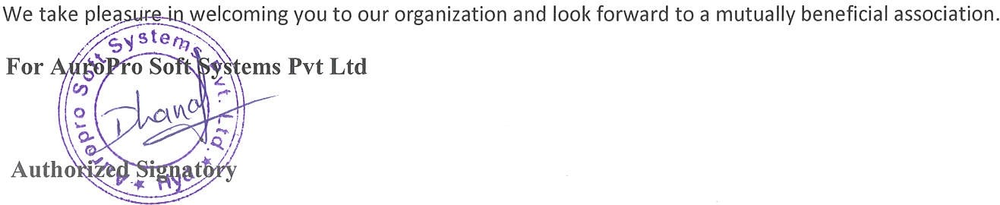 We take pleasure in welcoming you to our organization and look forward to a mutually beneficial association.
For AuroPro Soft Systems Pvt Ltd
Auropro Soft Systems Pvt. Ltd. ★ Hyd ★
Dhana
Authorized Signatory